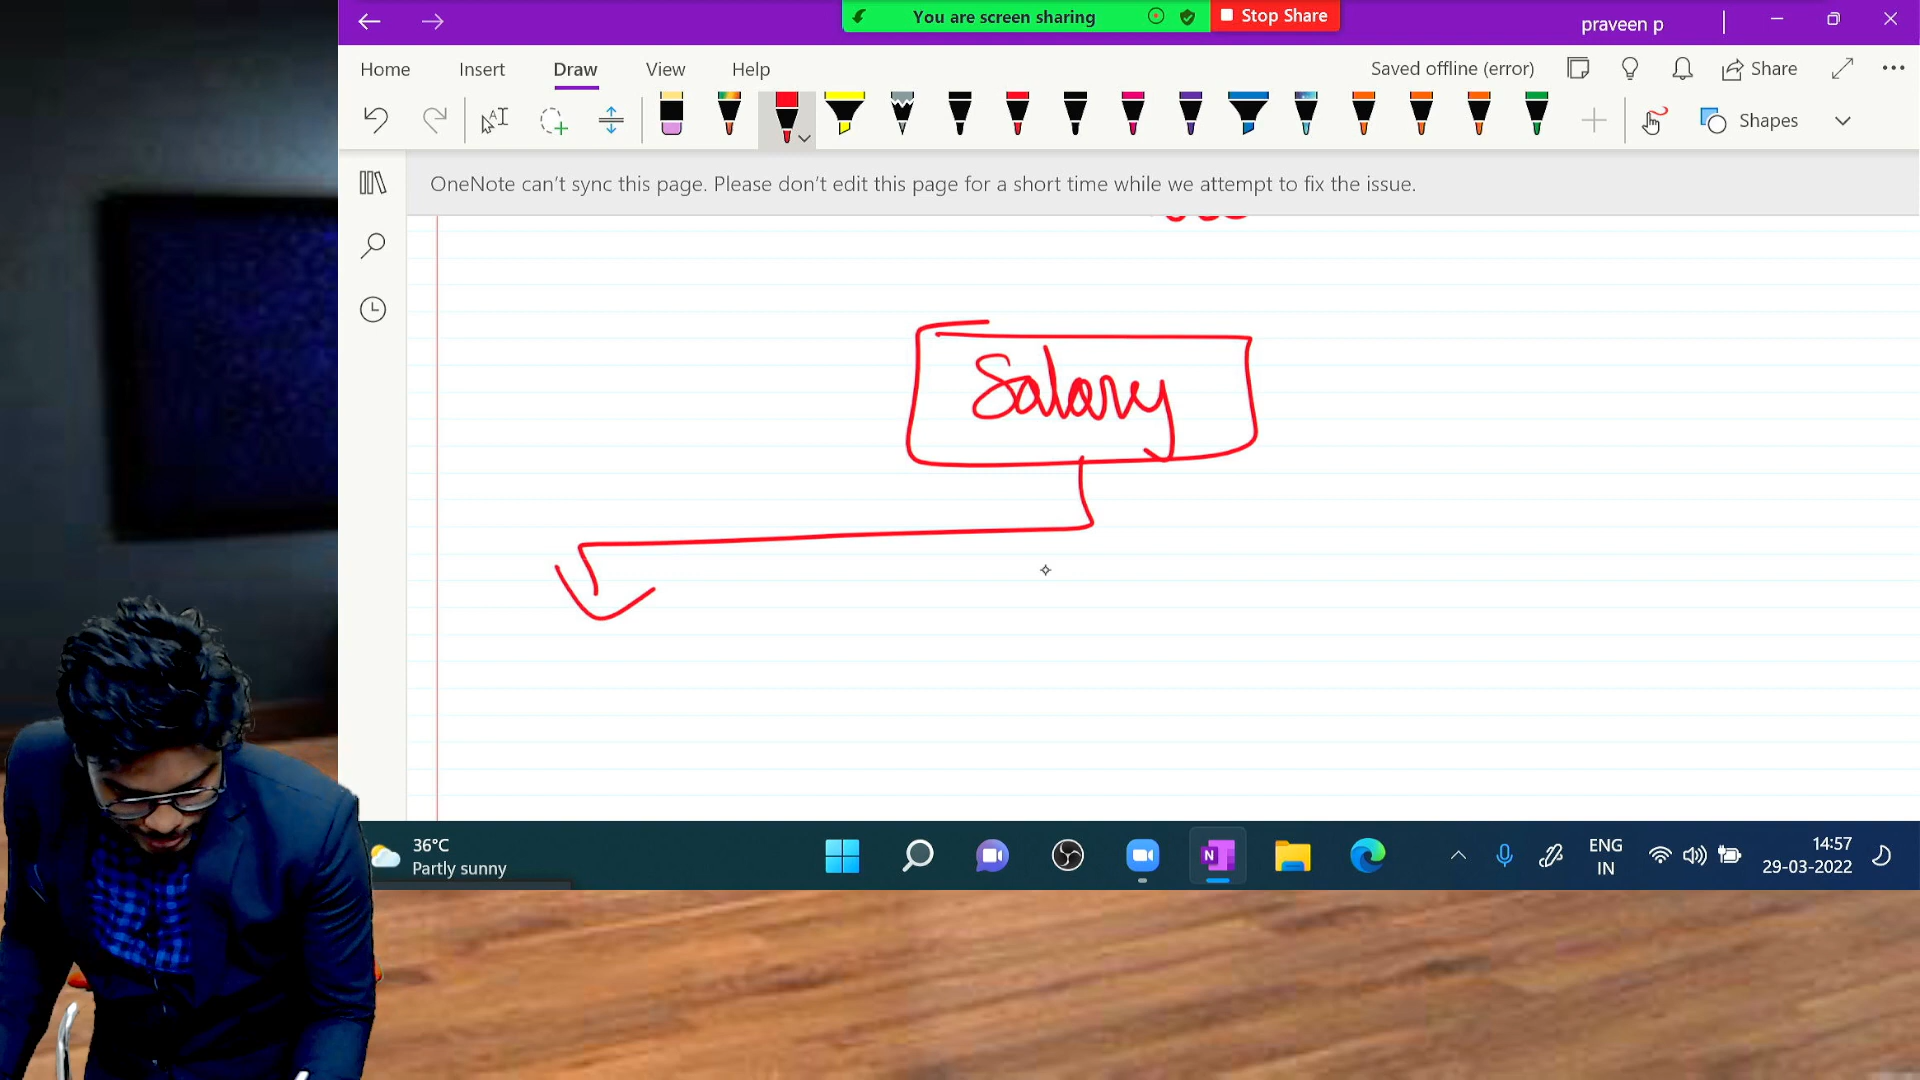 You are screen sharing
Stop Share
praveen p
Home Insert Draw View Help
Saved offline (error)
Share
Shapes
OneNote can't sync this page. Please don't edit this page for a short time while we attempt to fix the issue.
Salary
36°C
Partly sunny
ENG
IN
14:57
29-03-2022